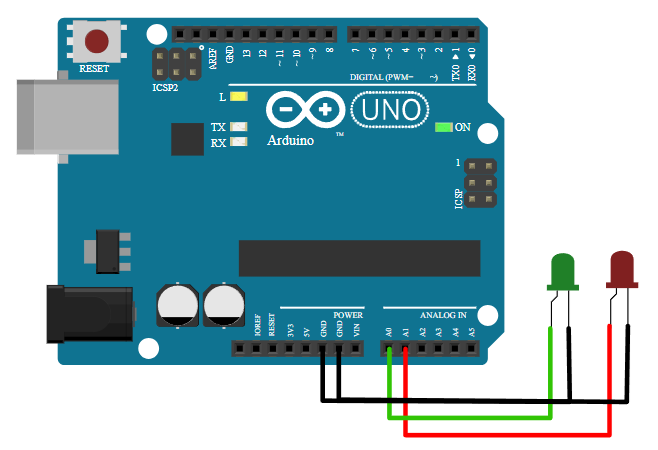 RESET
ICSP2
AREF
GND
13
12
~ 11
~ 10
~ 9
8
7
~ 6
~ 5
4
~ 3
2
TX0 ▶ 1
RX0 ◀ 0
DIGITAL (PWM~ ~)
L
TX
RX
UNO
ON
Arduino
™
1
ICSP
POWER
ANALOG IN
IOREF
RESET
3V3
5V
GND
GND
VIN
A0
A1
A2
A3
A4
A5